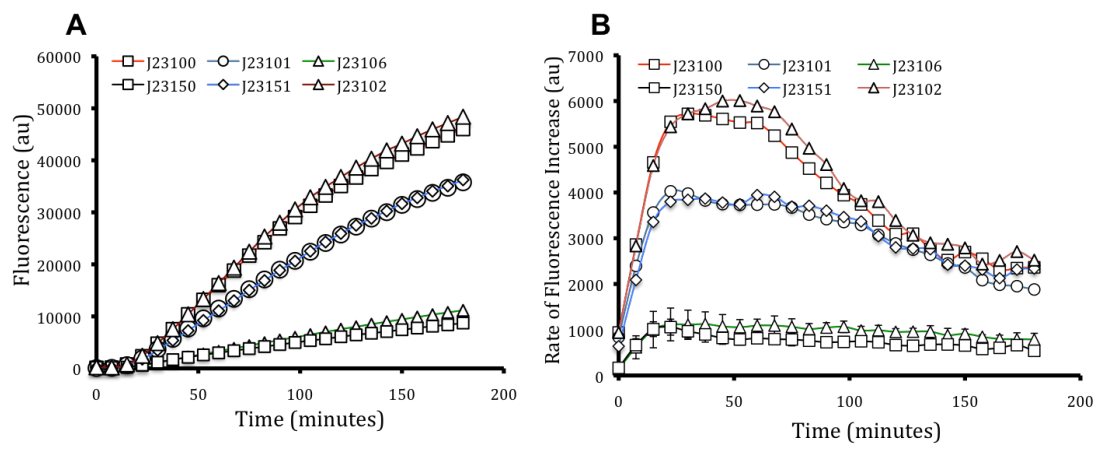 A
60000
50000
40000
30000
20000
10000
0
Fluorescence (au)
J23100 J23101 J23106
J23150 J23151 J23102
0 50 100 150 200
Time (minutes)
B
7000
6000
5000
4000
3000
2000
1000
0
Rate of Fluorescence Increase (au)
J23100 J23101 J23106
J23150 J23151 J23102
0 50 100 150 200
Time (minutes)